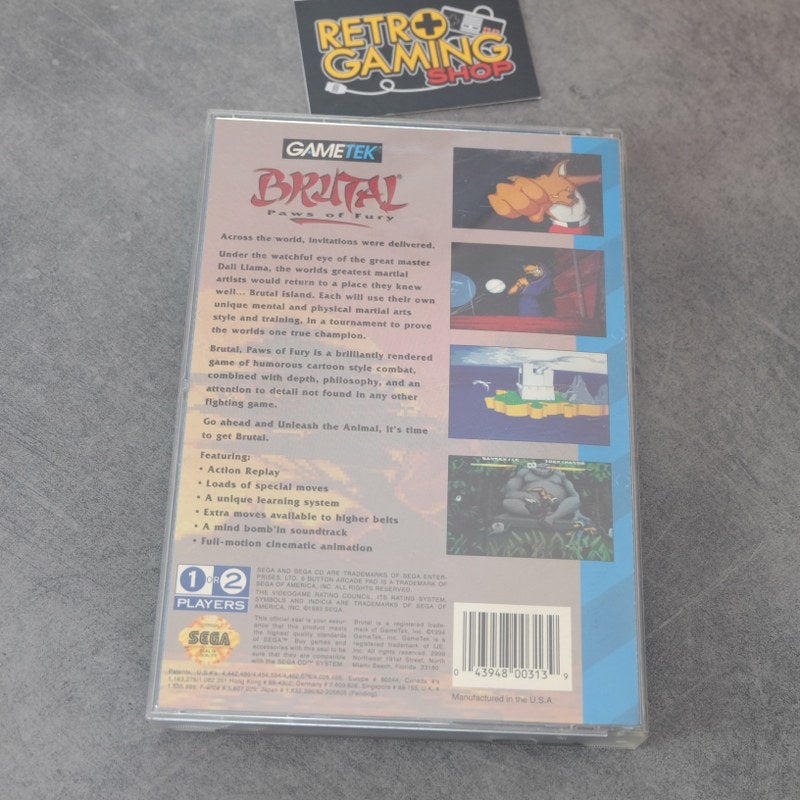 RETRO
GAMING
SHOP
GAMETEK
BRUTAL®
Paws of Fury
Across the world, invitations were delivered.
Under the watchful eye of the great master
Dali Llama, the worlds greatest martial
artists would return to a place they knew
well... Brutal Island. Each will use their own
unique mental and physical martial arts
style and training, in a tournament to prove
the worlds one true champion.
Brutal, Paws of Fury is a brilliantly rendered
game of humorous cartoon style combat,
combined with depth, philosophy, and an
attention to detail not found in any other
fighting game.
Go ahead and Unleash the Animal, it's time
to get Brutal.
Featuring:
• Action Replay
• Loads of special moves
• A unique learning system
• Extra moves available to higher belts
• A mind bomb'in soundtrack
• Full-motion cinematic animation
1 OR 2
PLAYERS
SEGA AND SEGA CD ARE TRADEMARKS OF SEGA ENTER-
PRISES, LTD. 6 BUTTON ARCADE PAD IS A TRADEMARK
OF SEGA OF AMERICA, INC. ALL RIGHTS RESERVED.
THE VIDEOGAME RATING COUNCIL, ITS RATING SYSTEM,
SYMBOLS AND INDICIA ARE TRADEMARKS OF SEGA OF
AMERICA, INC. ©1993 SEGA.
SEGA
This official seal is your assur-
ance that this product meets
the highest quality standards
of SEGA™. Buy games and
accessories with this seal to be
sure that they are compatible
with the SEGA CD™ SYSTEM.
Brutal is a registered trade-
mark of GameTek, Inc. ©1994
GameTek, Inc. GameTek is a
registered trademark of IJE,
Inc. All rights reserved. 2999
Northeast 191st Street, North
Miami Beach, Florida 33180
0 43948 00313 9
Manufactured in the U.S.A.